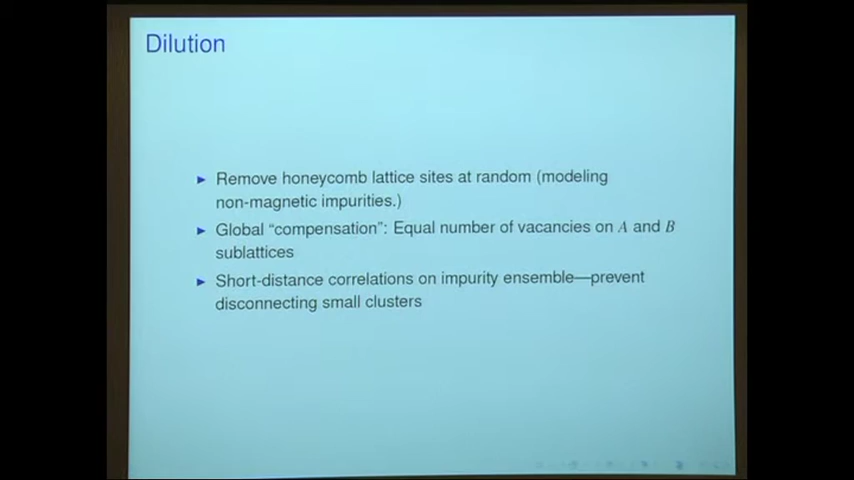 Dilution
► Remove honeycomb lattice sites at random (modeling
non-magnetic impurities.)
► Global “compensation”: Equal number of vacancies on A and B
sublattices
► Short-distance correlations on impurity ensemble—prevent
disconnecting small clusters